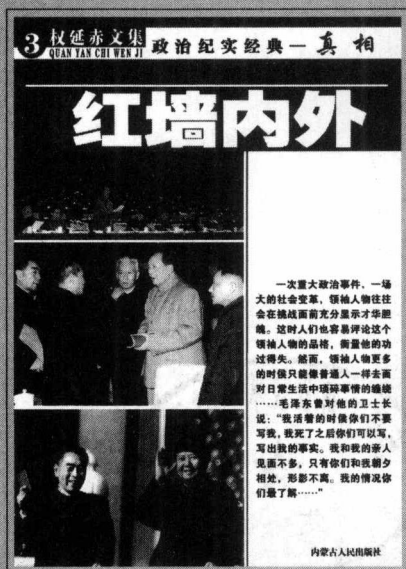 3 权延赤文集
QUAN YAN CHI WEN JI
政治纪实经典—真相
红墙内外
一次重大政治事件、一场
大的社会变革,领袖人物往往
会在挑战面前充分显示才华胆
魄。这时人们也容易评论这个
领袖人物的品格,衡量他的功
过得失。然而,领袖人物更多
的时候只能像普通人一样去面
对日常生活中琐碎事情的缠绕
……毛泽东曾对他的卫士长
说:“我活着的时候你们不要
写我,我死了之后你们可以写,
写出我的事实。我和我的亲人
见面不多,只有你们和我朝夕
相处,形影不离。我的情况你
们最了解……”
内蒙古人民出版社